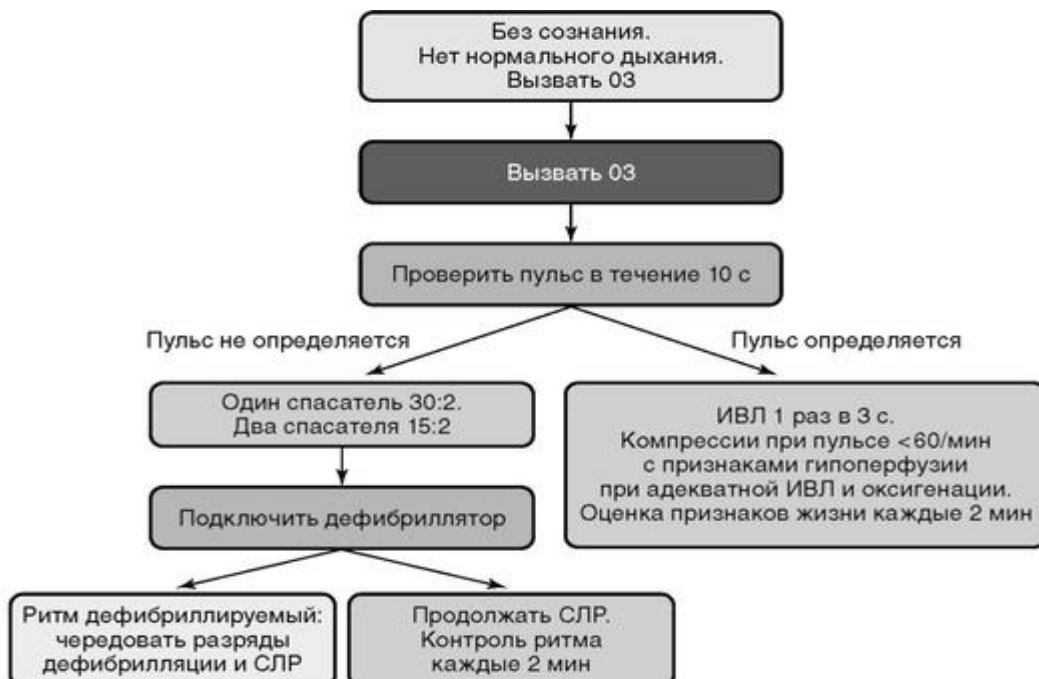 Без сознания.
Нет нормального дыхания.
Вызвать 03
Вызвать 03
Проверить пульс в течение 10 с
Пульс не определяется
Пульс определяется
Один спасатель 30:2.
Два спасателя 15:2
ИВЛ 1 раз в 3 с.
Компрессии при пульсе <60/мин
с признаками гипоперфузии
при адекватной ИВЛ и оксигенации.
Оценка признаков жизни каждые 2 мин
Подключить дефибриллятор
Ритм дефибриллируемый:
чередовать разряды
дефибрилляции и СЛР
Продолжать СЛР.
Контроль ритма
каждые 2 мин